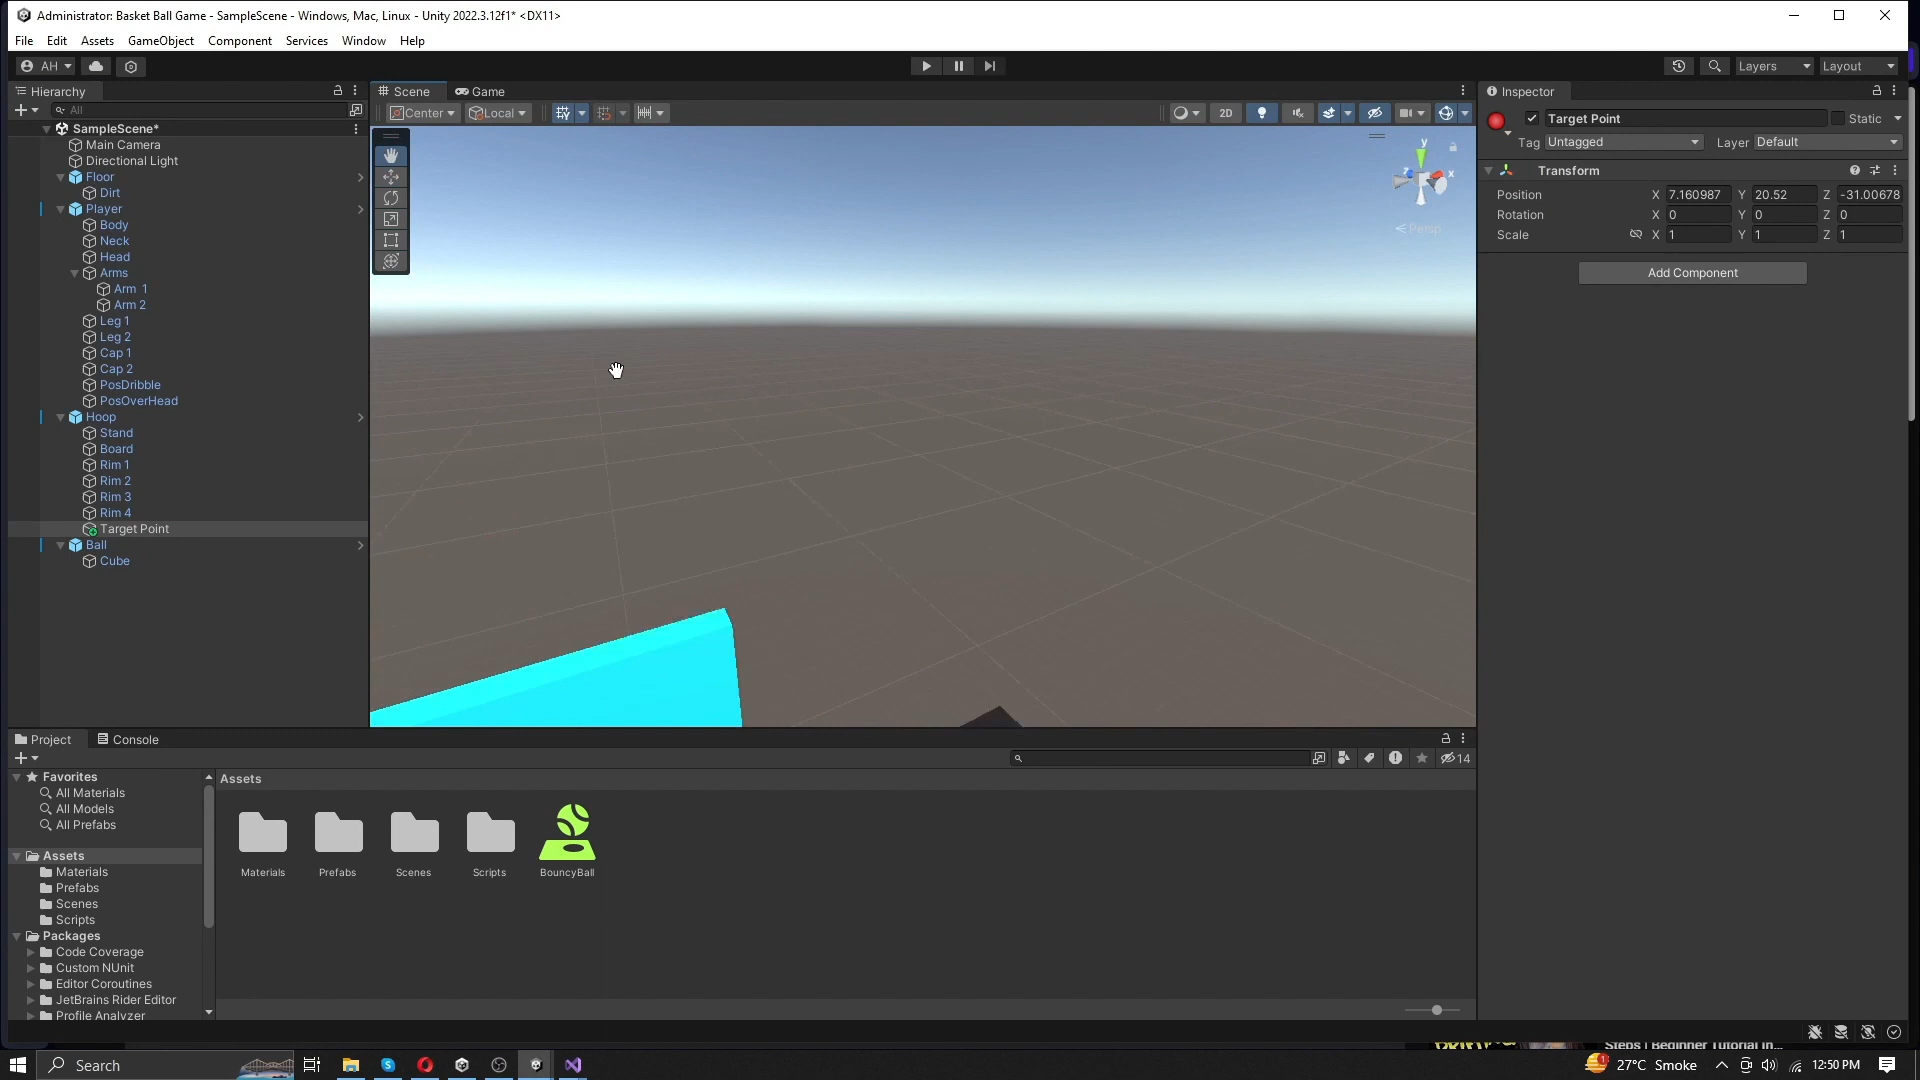 Administrator: Basket Ball Game - SampleScene - Windows, Mac, Linux - Unity 2022.3.12f1* <DX11>
File Edit Assets GameObject Component Services Window Help
AH
Layers
Layout
Hierarchy
All
SampleScene*
Main Camera
Directional Light
Floor
Dirt
Player
Body
Neck
Head
Arms
Arm  1
Arm 2
Leg 1
Leg 2
Cap 1
Cap 2
PosDribble
PosOverHead
Hoop
Stand
Board
Rim 1
Rim 2
Rim 3
Rim 4
Target Point
Ball
Cube
Scene Game
Center Local 2D
y
x
z
Persp
Inspector
Target Point Static
Tag Untagged Layer Default
Transform
Position X 7.160987 Y 20.52 Z -31.00678
Rotation X 0 Y 0 Z 0
Scale X 1 Y 1 Z 1
Add Component
Project Console
14
Favorites
All Materials
All Models
All Prefabs
Assets
Materials
Prefabs
Scenes
Scripts
Packages
Code Coverage
Custom NUnit
Editor Coroutines
JetBrains Rider Editor
Profile Analyzer
Assets
Materials Prefabs Scenes Scripts BouncyBall
Steps | Beginner Tutorial In...
Search
27°C Smoke
12:50 PM